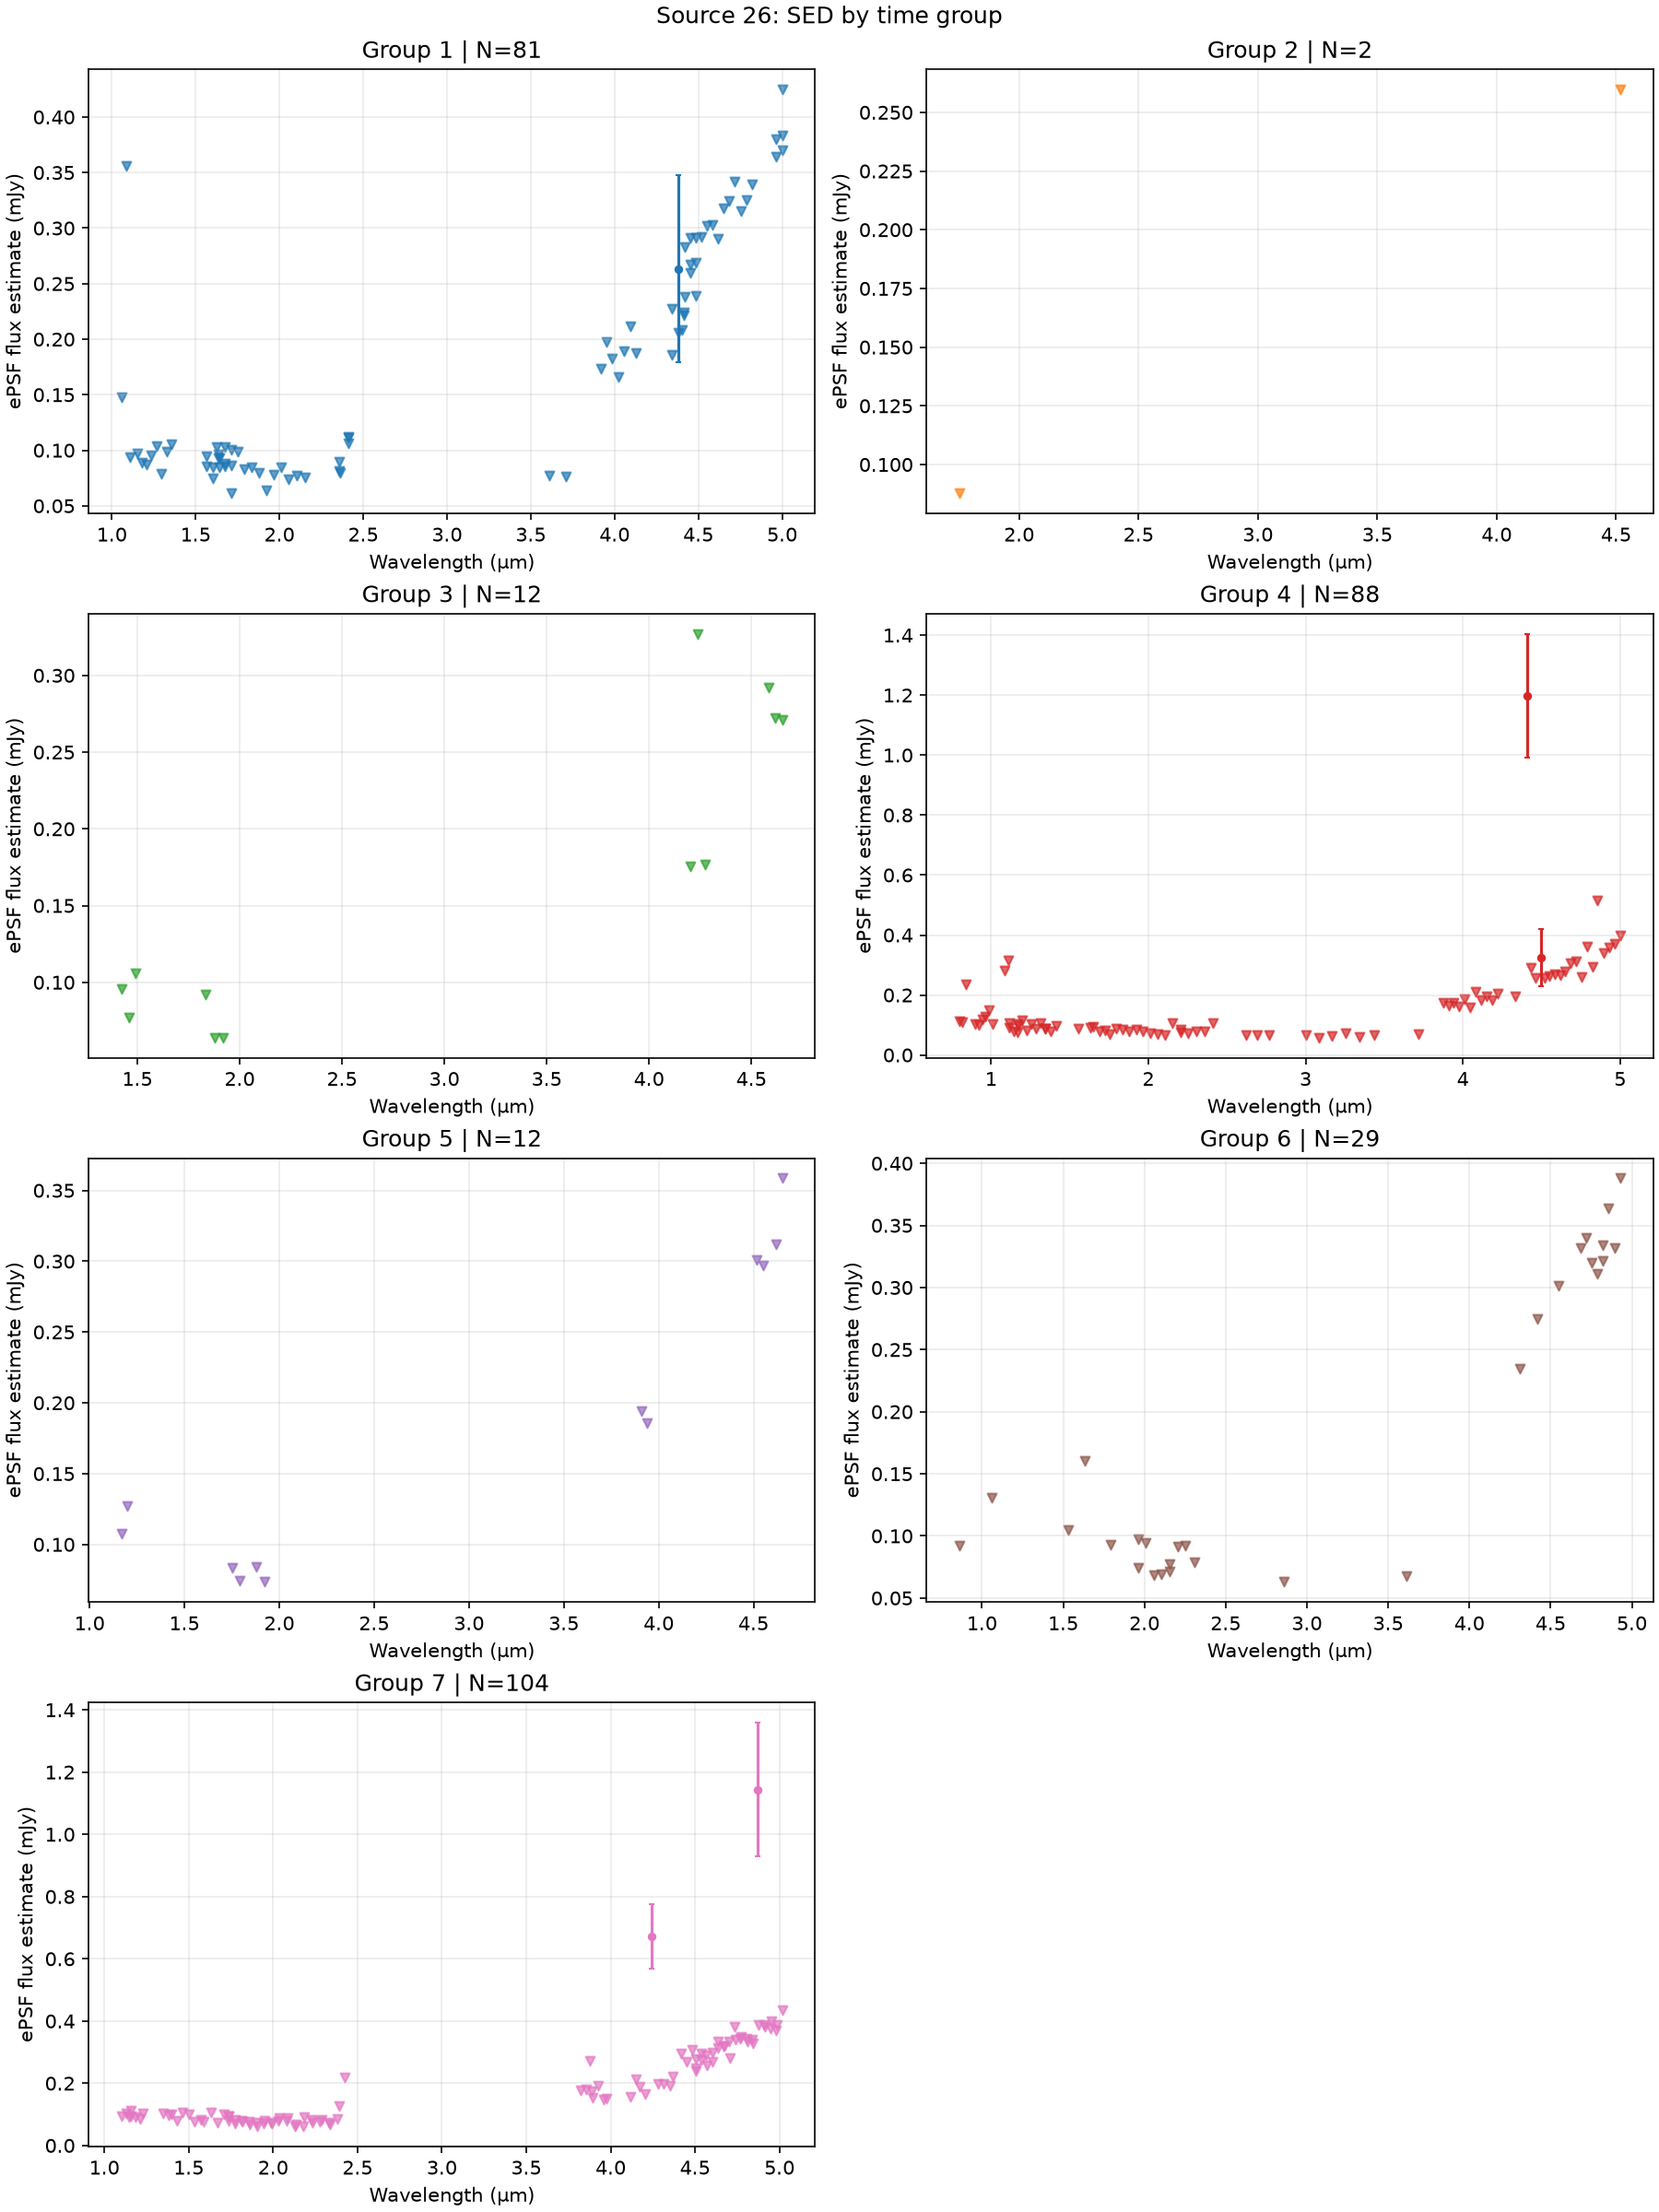 Source 26: SED by time group
Group 1 | N=81
ePSF flux estimate (mJy)
0.40
0.35
0.30
0.25
0.20
0.15
0.10
0.05
1.0 1.5 2.0 2.5 3.0 3.5 4.0 4.5 5.0
Wavelength (μm)
Group 2 | N=2
ePSF flux estimate (mJy)
0.250
0.225
0.200
0.175
0.150
0.125
0.100
2.0 2.5 3.0 3.5 4.0 4.5
Wavelength (μm)
Group 3 | N=12
ePSF flux estimate (mJy)
0.30
0.25
0.20
0.15
0.10
1.5 2.0 2.5 3.0 3.5 4.0 4.5
Wavelength (μm)
Group 4 | N=88
ePSF flux estimate (mJy)
1.4
1.2
1.0
0.8
0.6
0.4
0.2
0.0
1 2 3 4 5
Wavelength (μm)
Group 5 | N=12
ePSF flux estimate (mJy)
0.35
0.30
0.25
0.20
0.15
0.10
1.0 1.5 2.0 2.5 3.0 3.5 4.0 4.5
Wavelength (μm)
Group 6 | N=29
ePSF flux estimate (mJy)
0.40
0.35
0.30
0.25
0.20
0.15
0.10
0.05
1.0 1.5 2.0 2.5 3.0 3.5 4.0 4.5 5.0
Wavelength (μm)
Group 7 | N=104
ePSF flux estimate (mJy)
1.4
1.2
1.0
0.8
0.6
0.4
0.2
0.0
1.0 1.5 2.0 2.5 3.0 3.5 4.0 4.5 5.0
Wavelength (μm)